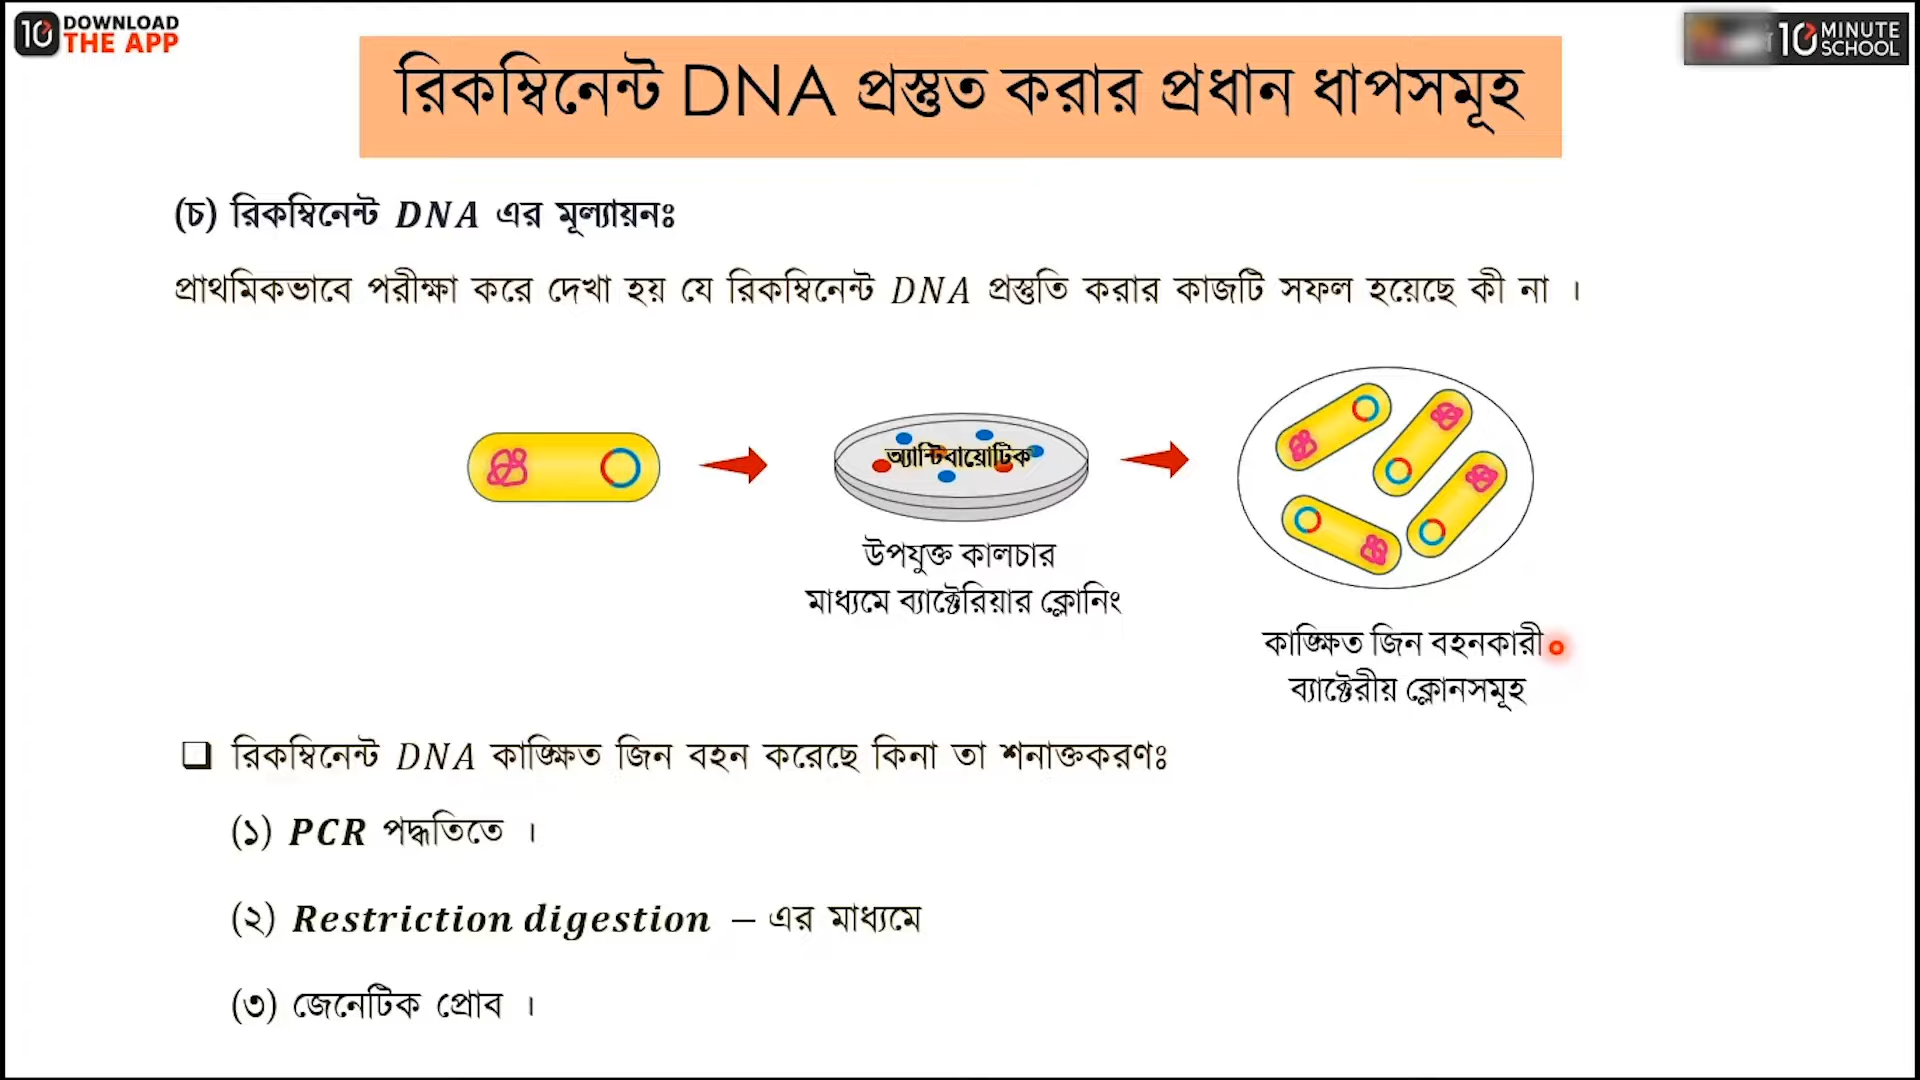 10 DOWNLOAD THE APP
10 MINUTE SCHOOL
রিকম্বিনেন্ট DNA প্রস্তুত করার প্রধান ধাপসমূহ
(চ) রিকম্বিনেন্ট DNA এর মূল্যায়নঃ
প্রাথমিকভাবে পরীক্ষা করে দেখা হয় যে রিকম্বিনেন্ট DNA প্রস্তুতি করার কাজটি সফল হয়েছে কী না ।
অ্যান্টিবায়োটিক
উপযুক্ত কালচার
মাধ্যমে ব্যাক্টেরিয়ার ক্লোনিং
কাঙ্ক্ষিত জিন বহনকারী
ব্যাক্টেরীয় ক্লোনসমূহ
❑ রিকম্বিনেন্ট DNA কাঙ্ক্ষিত জিন বহন করেছে কিনা তা শনাক্তকরণঃ
(১) PCR পদ্ধতিতে ।
(২) Restriction digestion – এর মাধ্যমে
(৩) জেনেটিক প্রোব ।